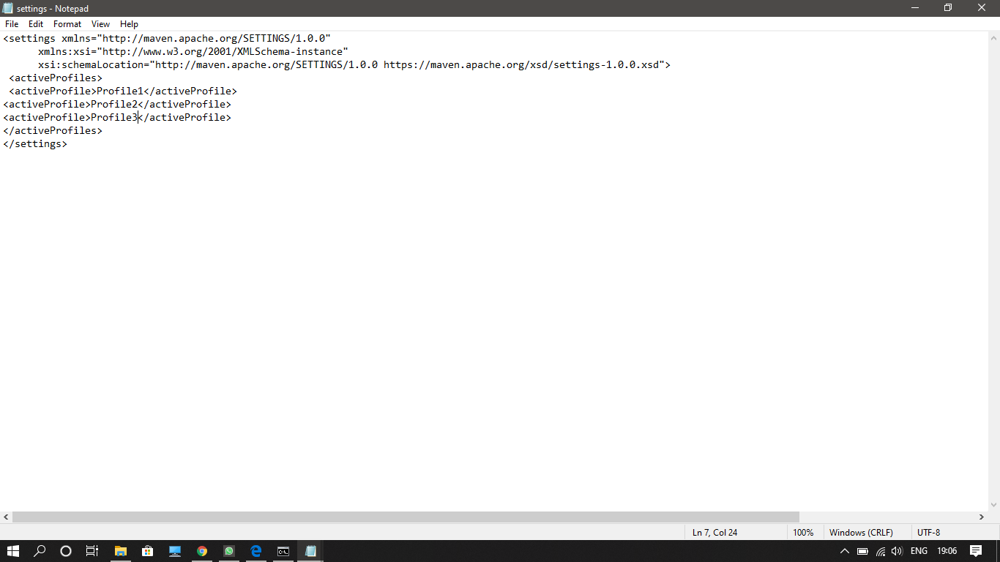 settings - Notepad
File Edit Format View Help
<settings xmlns="http://maven.apache.org/SETTINGS/1.0.0"
      xmlns:xsi="http://www.w3.org/2001/XMLSchema-instance"
      xsi:schemaLocation="http://maven.apache.org/SETTINGS/1.0.0 https://maven.apache.org/xsd/settings-1.0.0.xsd">
 <activeProfiles>
 <activeProfile>Profile1</activeProfile>
<activeProfile>Profile2</activeProfile>
<activeProfile>Profile3</activeProfile>
</activeProfiles>
</settings>
Ln 7, Col 24 100% Windows (CRLF) UTF-8
ENG 19:06